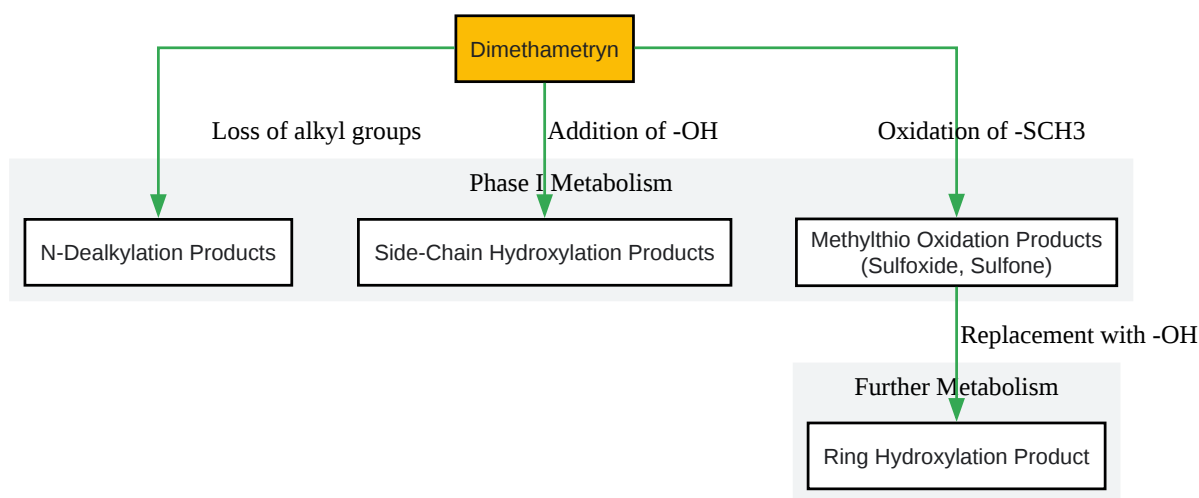 Dimethametryn
Loss of alkyl groups
Addition of -OH
Oxidation of -SCH3
Phase I Metabolism
N-Dealkylation Products
Side-Chain Hydroxylation Products
Methylthio Oxidation Products
(Sulfoxide, Sulfone)
Replacement with -OH
Further Metabolism
Ring Hydroxylation Product